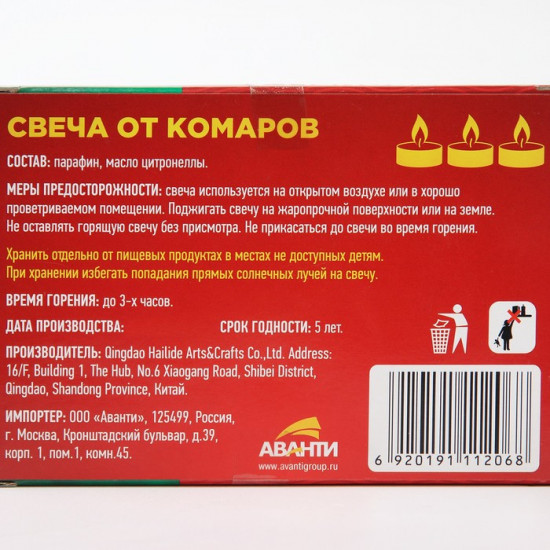 СВЕЧА ОТ КОМАРОВ
СОСТАВ: парафин, масло цитронеллы.
МЕРЫ ПРЕДОСТОРОЖНОСТИ: свеча используется на открытом воздухе или в хорошо
проветриваемом помещении. Поджигать свечу на жаропрочной поверхности или на земле.
Не оставлять горящую свечу без присмотра. Не прикасаться до свечи во время горения.
Хранить отдельно от пищевых продуктов в местах не доступных детям.
При хранении избегать попадания прямых солнечных лучей на свечу.
ВРЕМЯ ГОРЕНИЯ: до 3-х часов.
ДАТА ПРОИЗВОДСТВА: СРОК ГОДНОСТИ: 5 лет.
ПРОИЗВОДИТЕЛЬ: Qingdao Hailide Arts&Crafts Co.,Ltd. Address:
16/F, Building 1, The Hub, No.6 Xiaogang Road, Shibei District,
Qingdao, Shandong Province, Китай.
ИМПОРТЕР: ООО «Аванти», 125499, Россия,
г. Москва, Кронштадский бульвар, д.39,
корп. 1, пом.1, комн.45.
АВАНТИ
www.avantigroup.ru
6 920191 112068